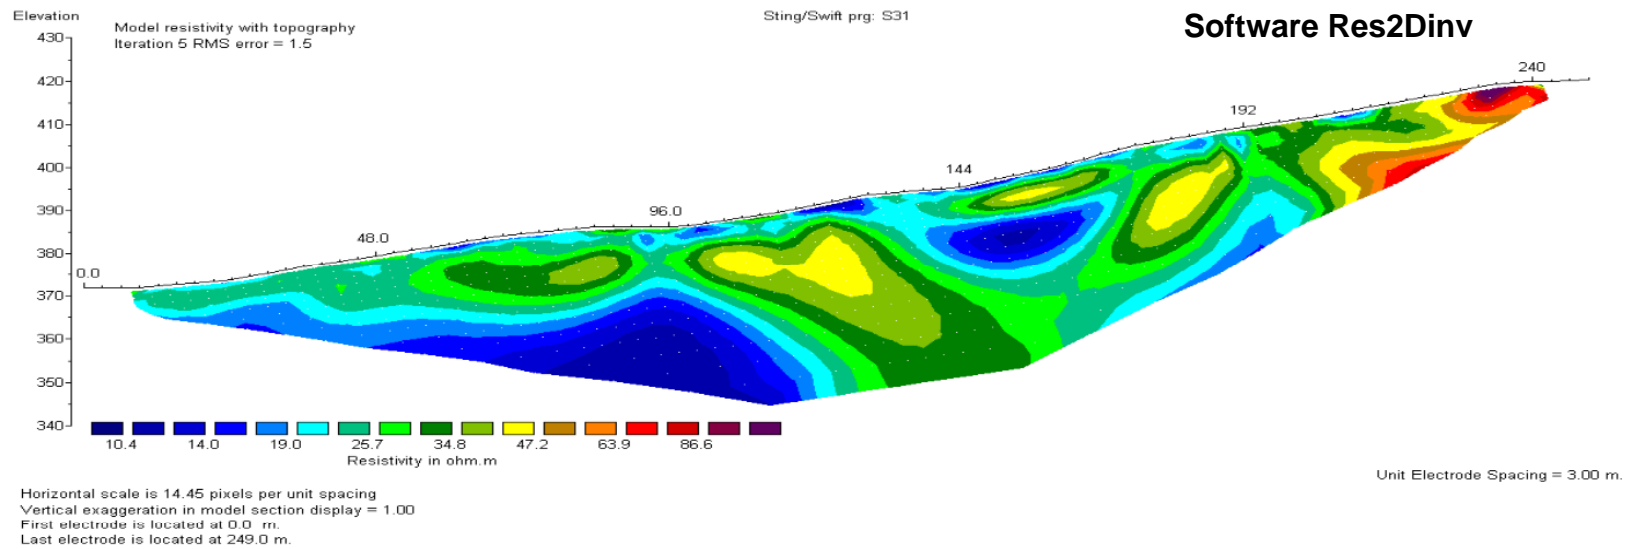 Elevation
Sting/Swift prg: S31
Software Res2Dinv
Model resistivity with topography
Iteration 5 RMS error = 1.5
430
420
410
400
390
380
370
360
350
340
0.0
48.0
96.0
144
192
240
10.4 14.0 19.0 25.7 34.8 47.2 63.9 86.6
Resistivity in ohm.m
Unit Electrode Spacing = 3.00 m.
Horizontal scale is 14.45 pixels per unit spacing
Vertical exaggeration in model section display = 1.00
First electrode is located at 0.0 m.
Last electrode is located at 249.0 m.